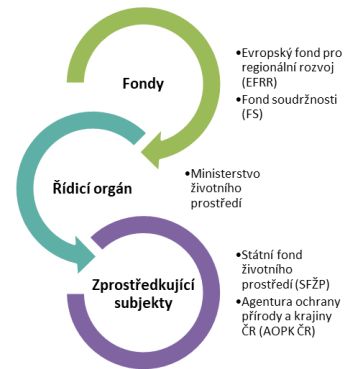 Fondy
•Evropský fond pro
regionální rozvoj
(EFRR)
•Fond soudržnosti
(FS)
Řídicí orgán
•Ministerstvo
životního
prostředí
Zprostředkující
subjekty
•Státní fond
životního
prostředí (SFŽP)
•Agentura ochrany
přírody a krajiny
ČR (AOPK ČR)